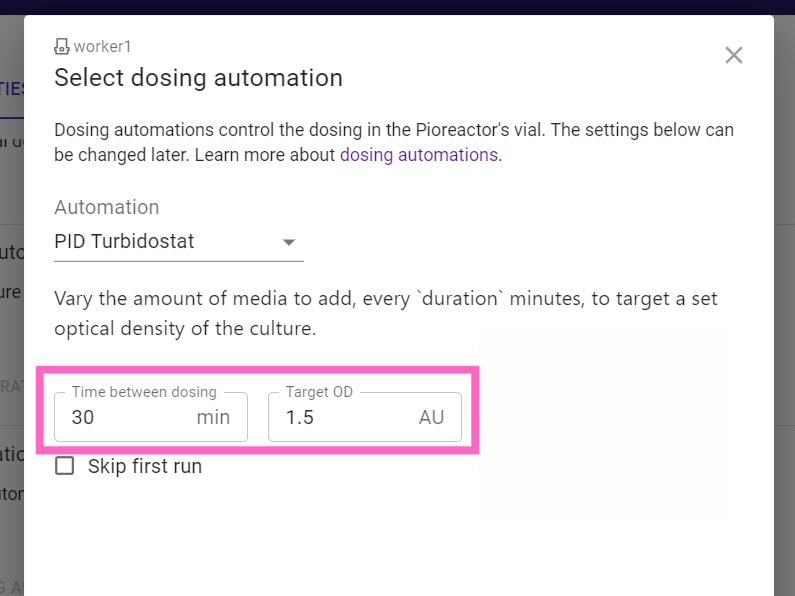 worker1
Select dosing automation
Dosing automations control the dosing in the Pioreactor's vial. The settings below can
be changed later. Learn more about dosing automations.
Automation
PID Turbidostat
Vary the amount of media to add, every `duration` minutes, to target a set
optical density of the culture.
Time between dosing Target OD
30 min 1.5 AU
Skip first run